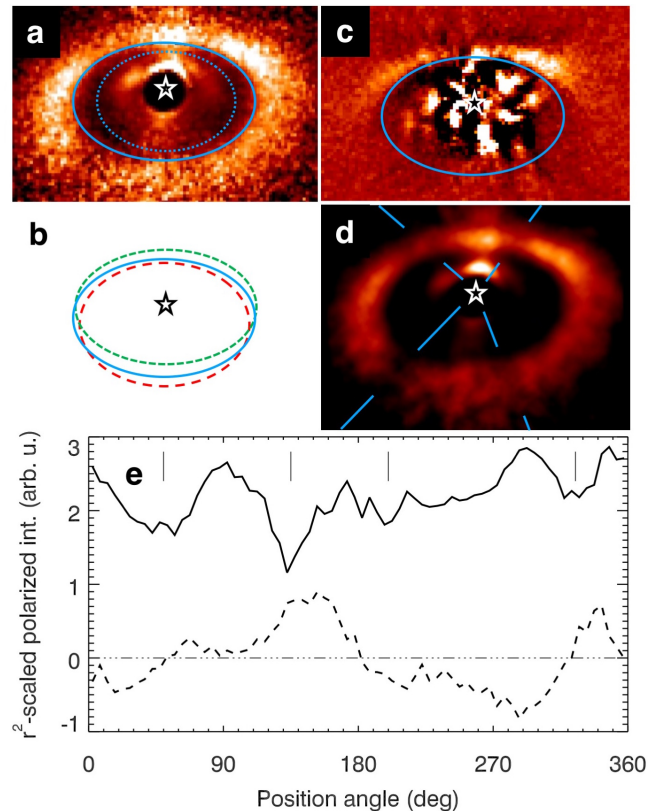 a
c
b
d
e
r²-scaled polarized int. (arb. u.)
3
2
1
0
-1
0
90
180
270
360
Position angle (deg)